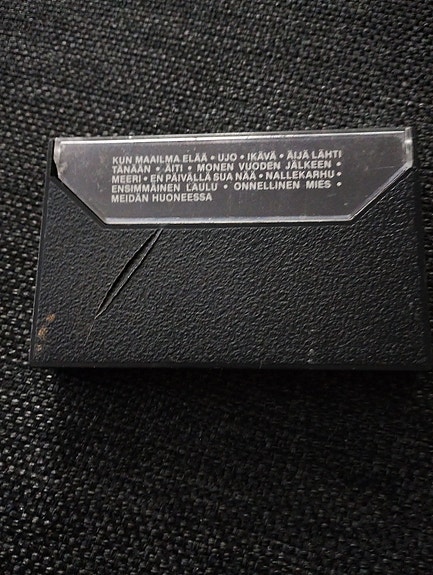 KUN MAAILMA ELÄÄ • UJO • IKÄVÄ • ÄIJÄ LÄHTI
TÄNÄÄN • ÄITI • MONEN VUODEN JÄLKEEN •
MEERI • EN PÄIVÄLLÄ SUA NÄÄ • NALLEKARHU •
ENSIMMÄINEN LAULU • ONNELLINEN MIES •
MEIDÄN HUONEESSA